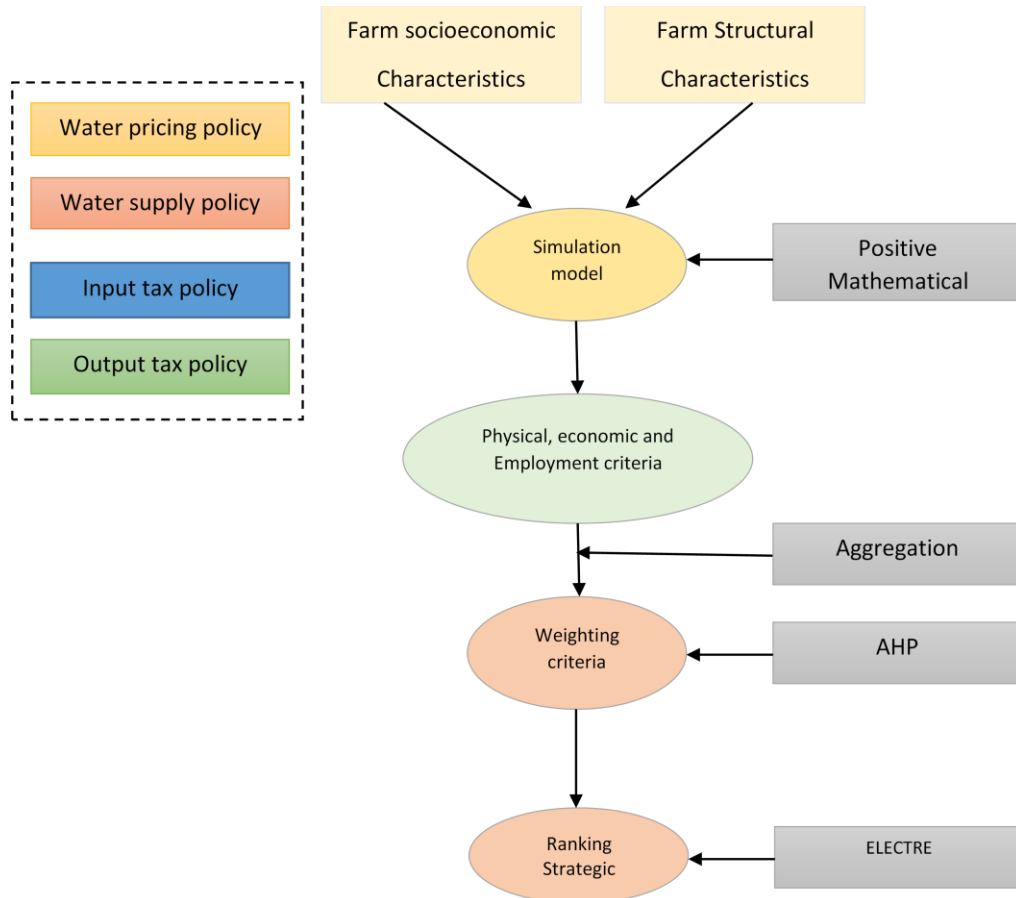 Farm socioeconomic
Characteristics
Farm Structural
Characteristics
Water pricing policy
Water supply policy
Input tax policy
Output tax policy
Simulation
model
Positive
Mathematical
Physical, economic and
Employment criteria
Aggregation
Weighting
criteria
AHP
Ranking
Strategic
ELECTRE